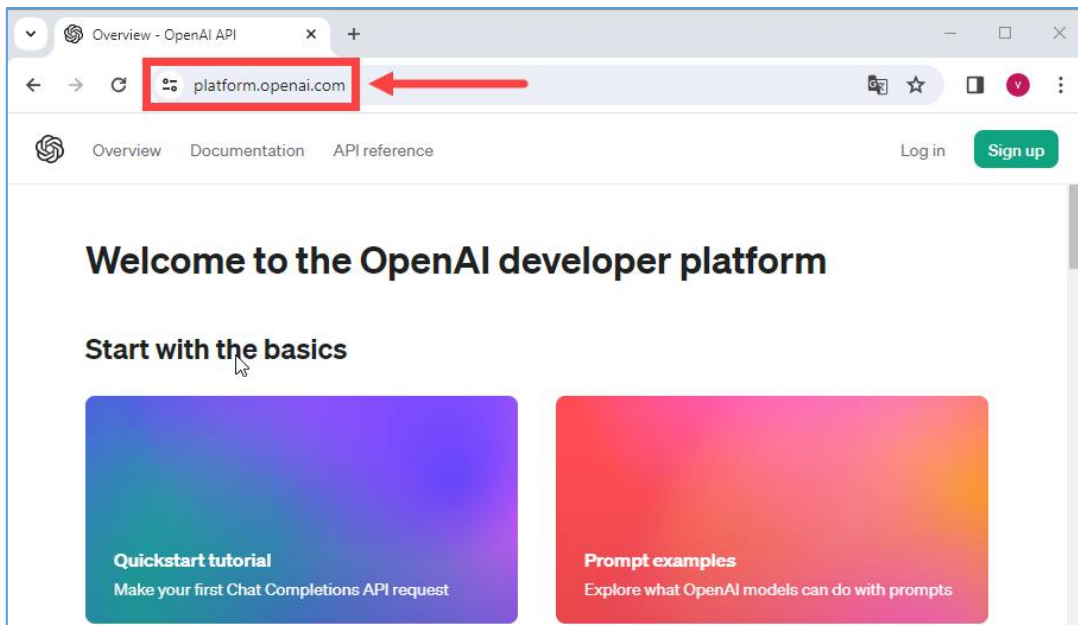 Overview - OpenAI API
platform.openai.com
V
Overview Documentation API reference Log in Sign up
Welcome to the OpenAI developer platform
Start with the basics
Quickstart tutorial Prompt examples
Make your first Chat Completions API request Explore what OpenAI models can do with prompts